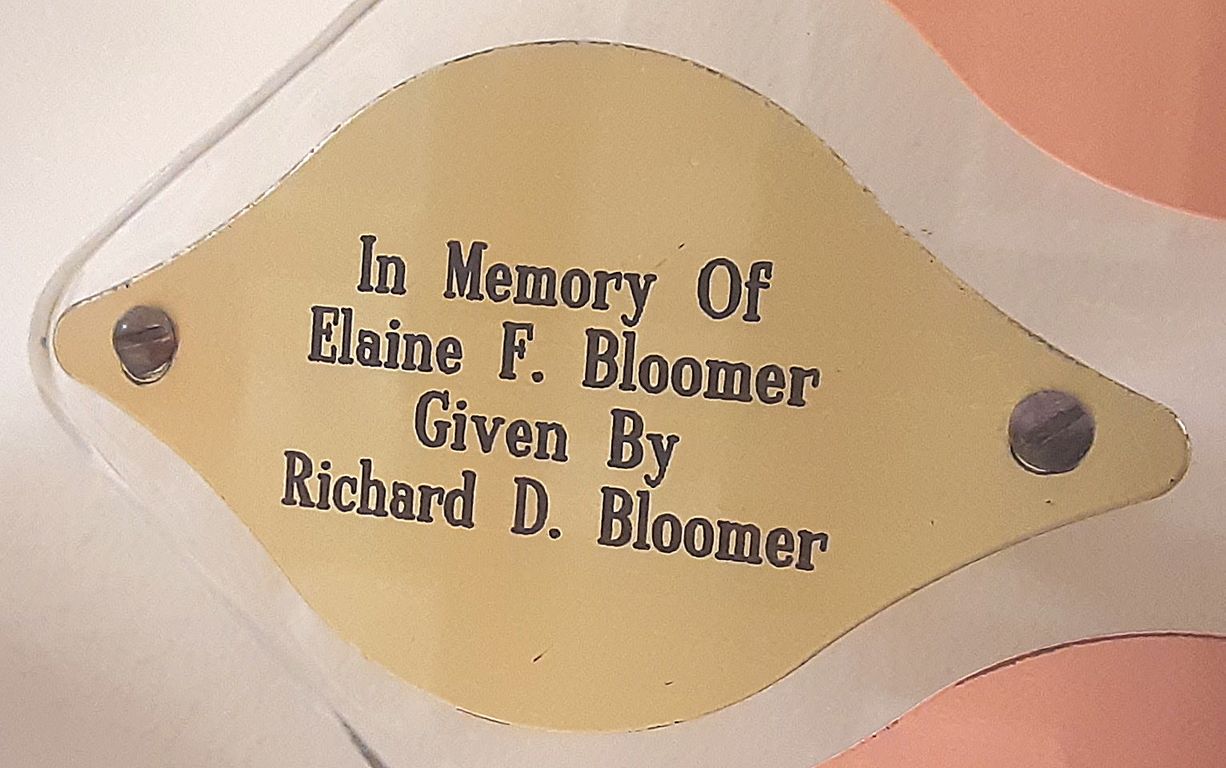 In Memory Of
Elaine F. Bloomer
Given By
Richard D. Bloomer